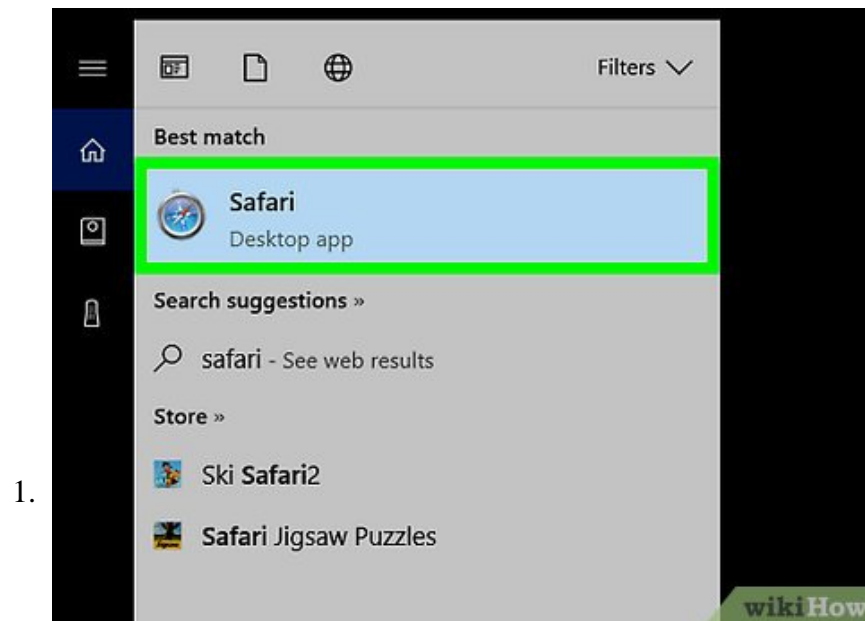 Filters
Best match
Safari
Desktop app
Search suggestions »
safari - See web results
Store »
Ski Safari2
1.
Safari Jigsaw Puzzles
wikiHow